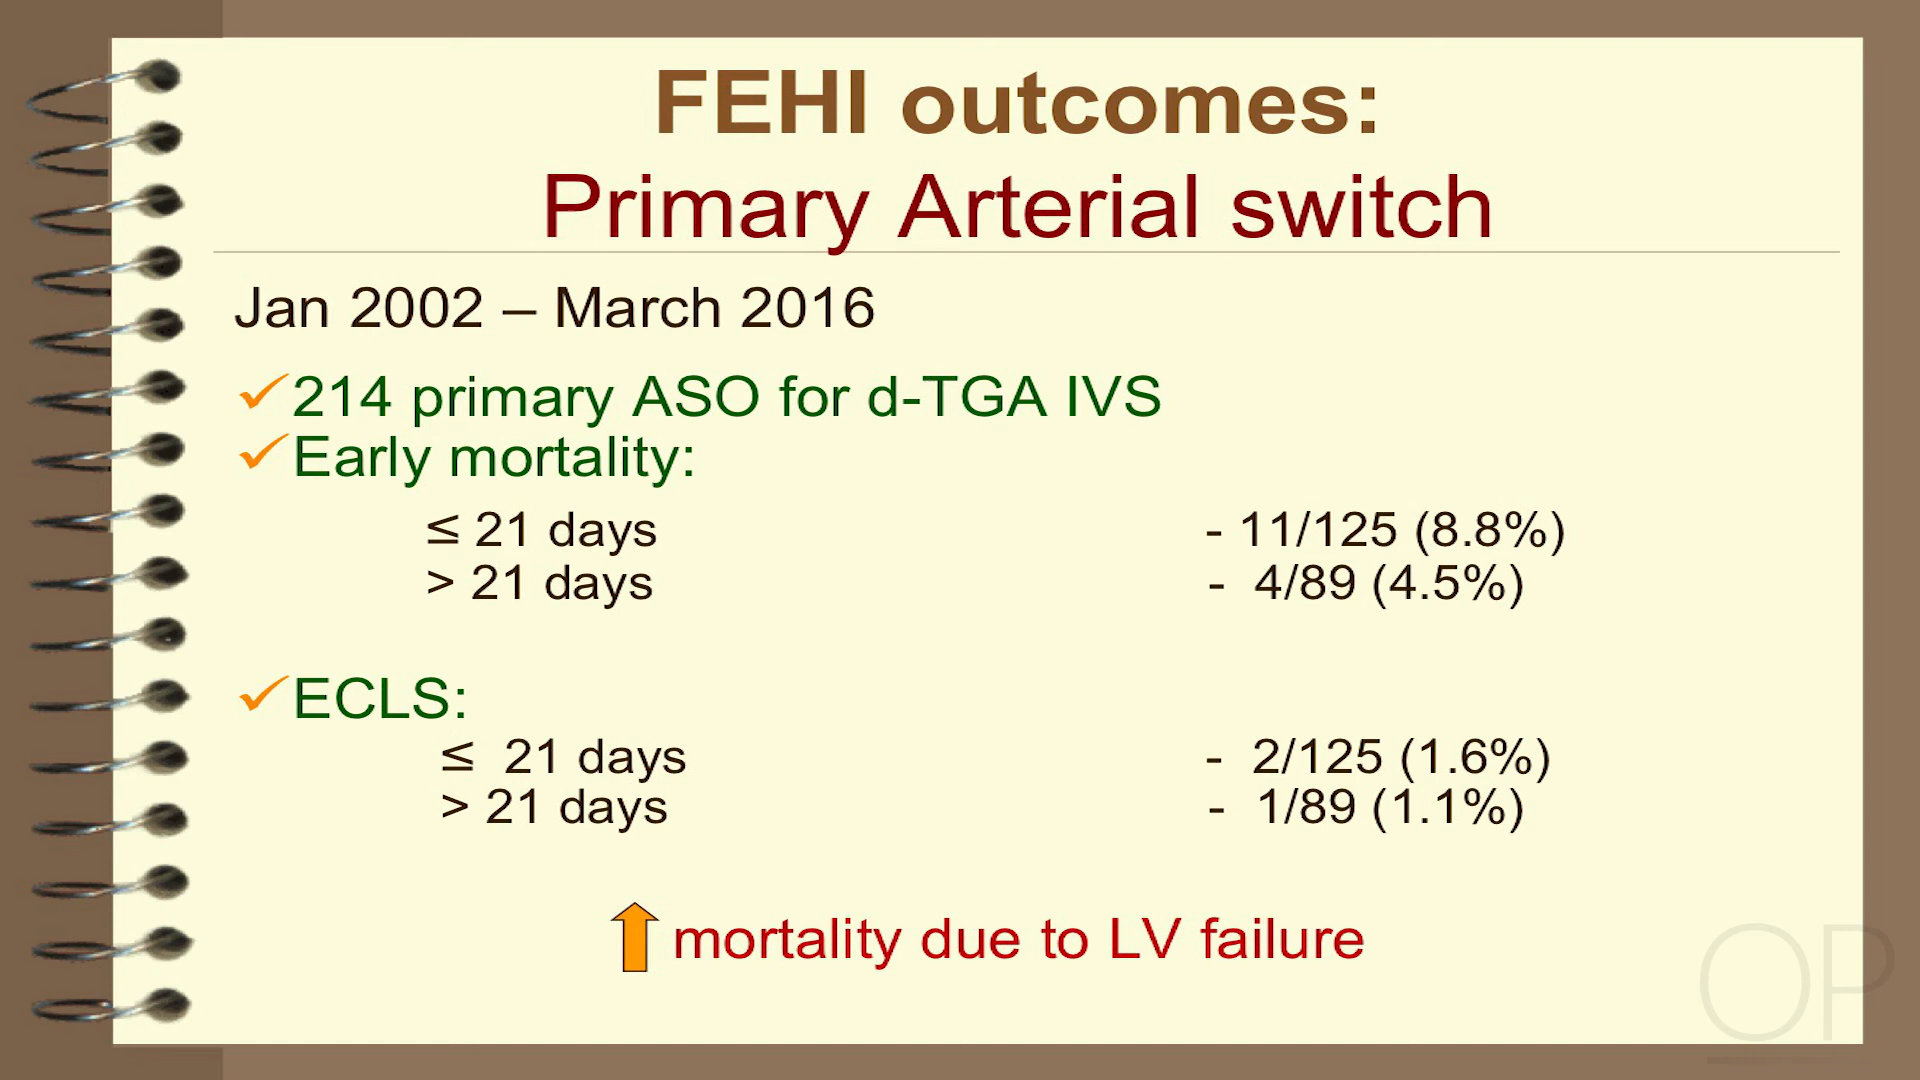 FEHI outcomes:
Primary Arterial switch
Jan 2002 – March 2016
✓214 primary ASO for d-TGA IVS
✓Early mortality:
≤ 21 days - 11/125 (8.8%)
> 21 days - 4/89 (4.5%)
✓ECLS:
≤ 21 days - 2/125 (1.6%)
> 21 days - 1/89 (1.1%)
mortality due to LV failure
OP